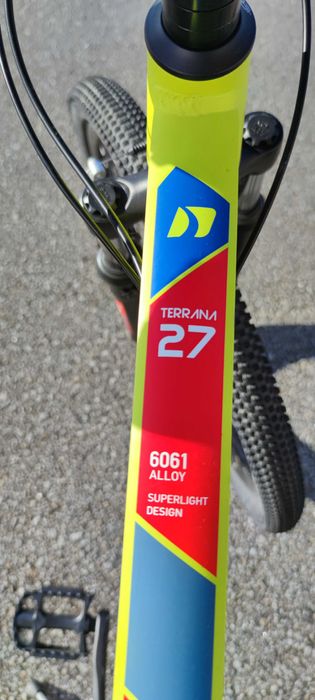 TERRANA
27
6061
ALLOY
SUPERLIGHT
DESIGN